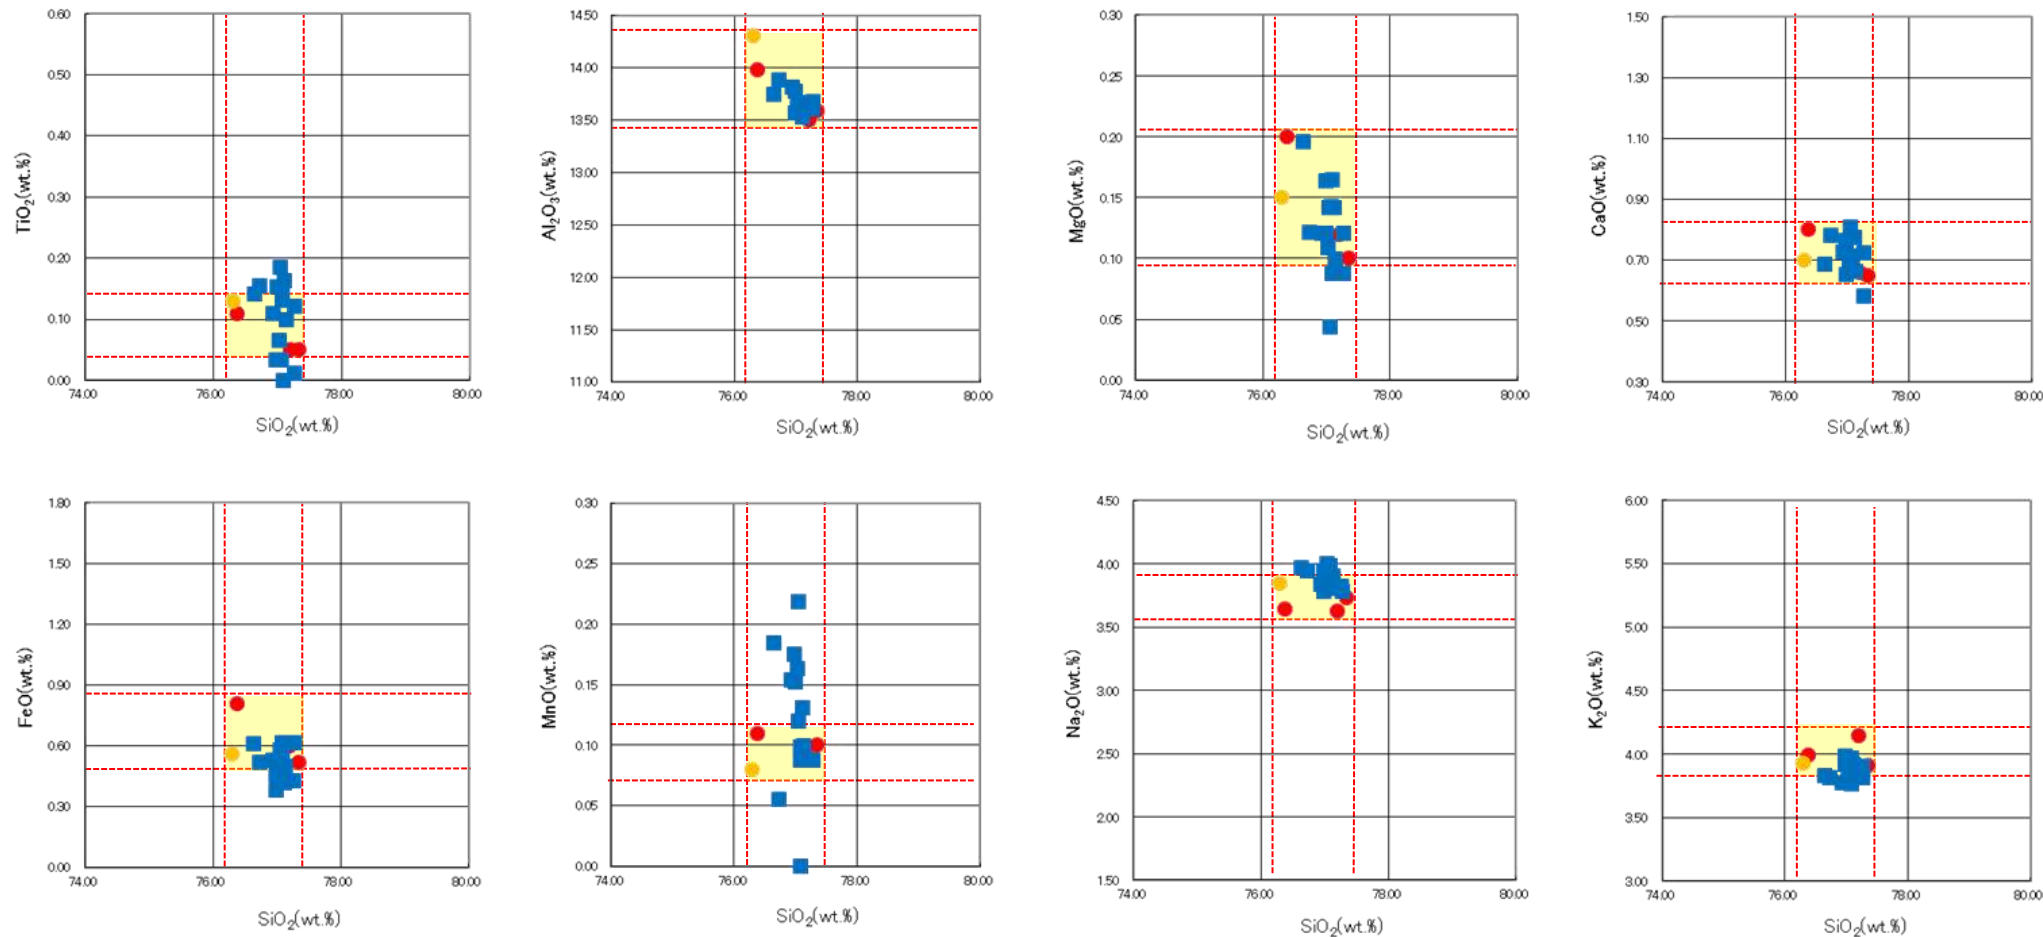 0.60
0.50
0.40
0.30
0.20
0.10
0.00
TiO2(wt.%)
74.00 76.00 78.00 80.00
SiO2(wt.%)
14.50
14.00
13.50
13.00
12.50
12.00
11.50
11.00
Al2O3(wt.%)
74.00 76.00 78.00 80.00
SiO2(wt.%)
0.30
0.25
0.20
0.15
0.10
0.05
0.00
MgO(wt.%)
74.00 76.00 78.00 80.00
SiO2(wt.%)
1.50
1.30
1.10
0.90
0.70
0.50
0.30
CaO(wt.%)
74.00 76.00 78.00 80.00
SiO2(wt.%)
1.80
1.50
1.20
0.90
0.60
0.30
0.00
FeO(wt.%)
74.00 76.00 78.00 80.00
SiO2(wt.%)
0.30
0.25
0.20
0.15
0.10
0.05
0.00
MnO(wt.%)
74.00 76.00 78.00 80.00
SiO2(wt.%)
4.50
4.00
3.50
3.00
2.50
2.00
1.50
Na2O(wt.%)
74.00 76.00 78.00 80.00
SiO2(wt.%)
6.00
5.50
5.00
4.50
4.00
3.50
3.00
K2O(wt.%)
74.00 76.00 78.00 80.00
SiO2(wt.%)